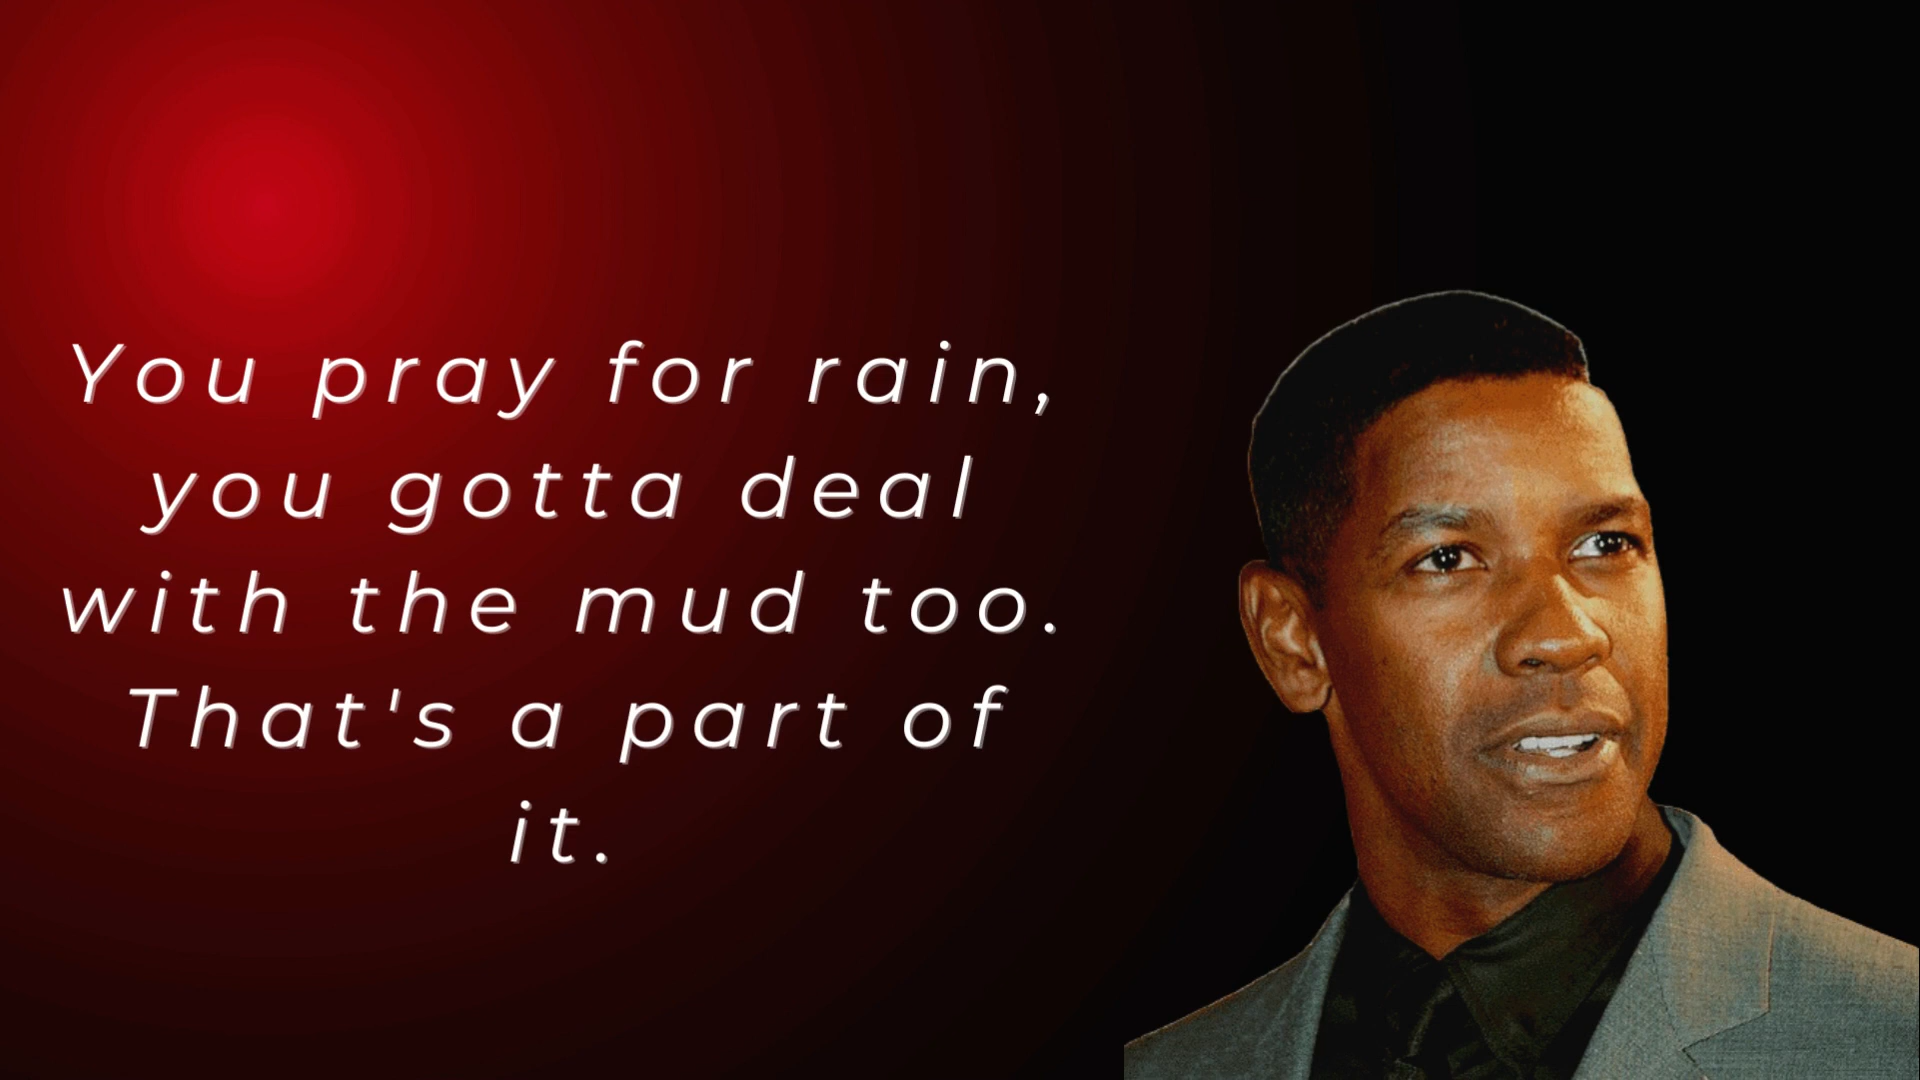 You pray for rain,
you gotta deal
with the mud too.
That's a part of
it.